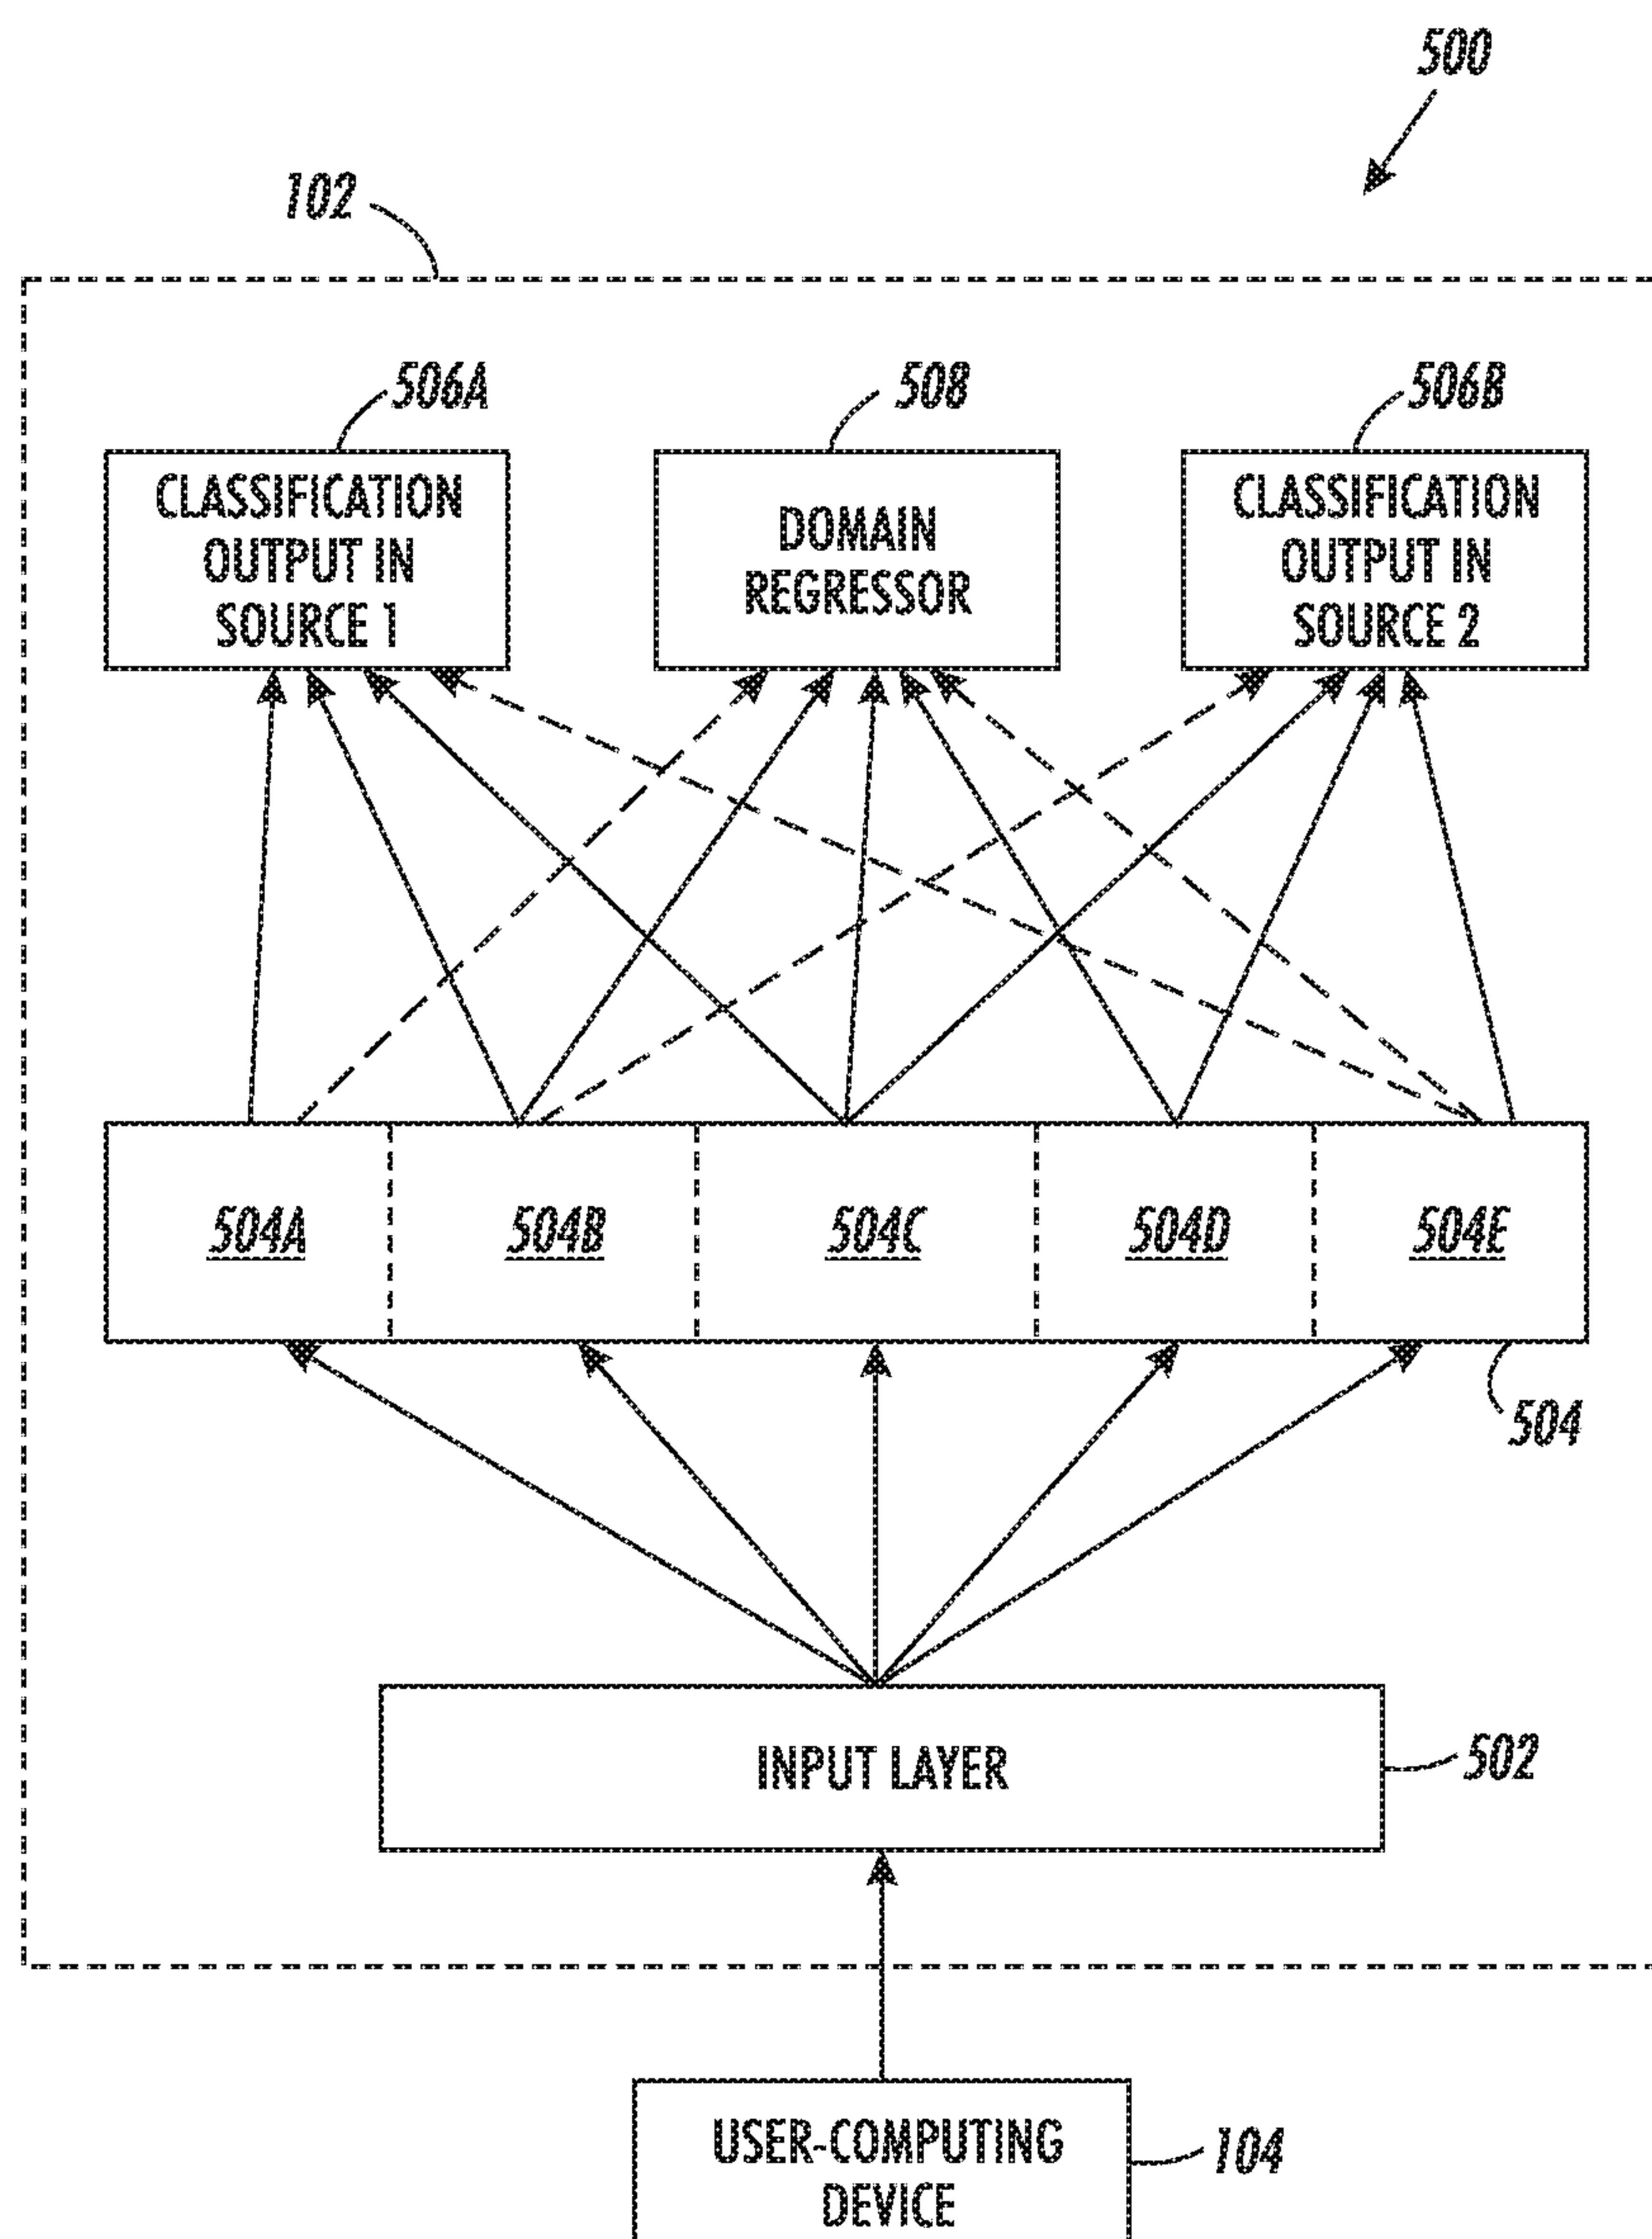 500
102
506A
508
506B
CLASSIFICATION
OUTPUT IN
SOURCE 1
DOMAIN
REGRESSOR
CLASSIFICATION
OUTPUT IN
SOURCE 2
504A
504B
504C
504D
504E
504
INPUT LAYER
502
USER-COMPUTING
DEVICE
104